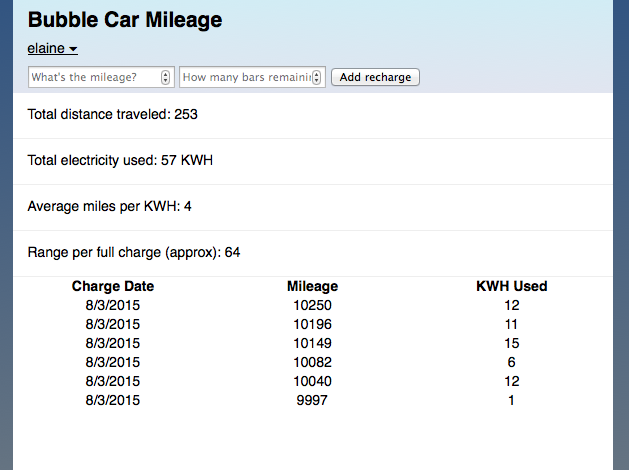 Bubble Car Mileage
elaine
What's the mileage? How many bars remainin Add recharge
Total distance traveled: 253
Total electricity used: 57 KWH
Average miles per KWH: 4
Range per full charge (approx): 64
Charge Date Mileage KWH Used
8/3/2015 10250 12
8/3/2015 10196 11
8/3/2015 10149 15
8/3/2015 10082 6
8/3/2015 10040 12
8/3/2015 9997 1